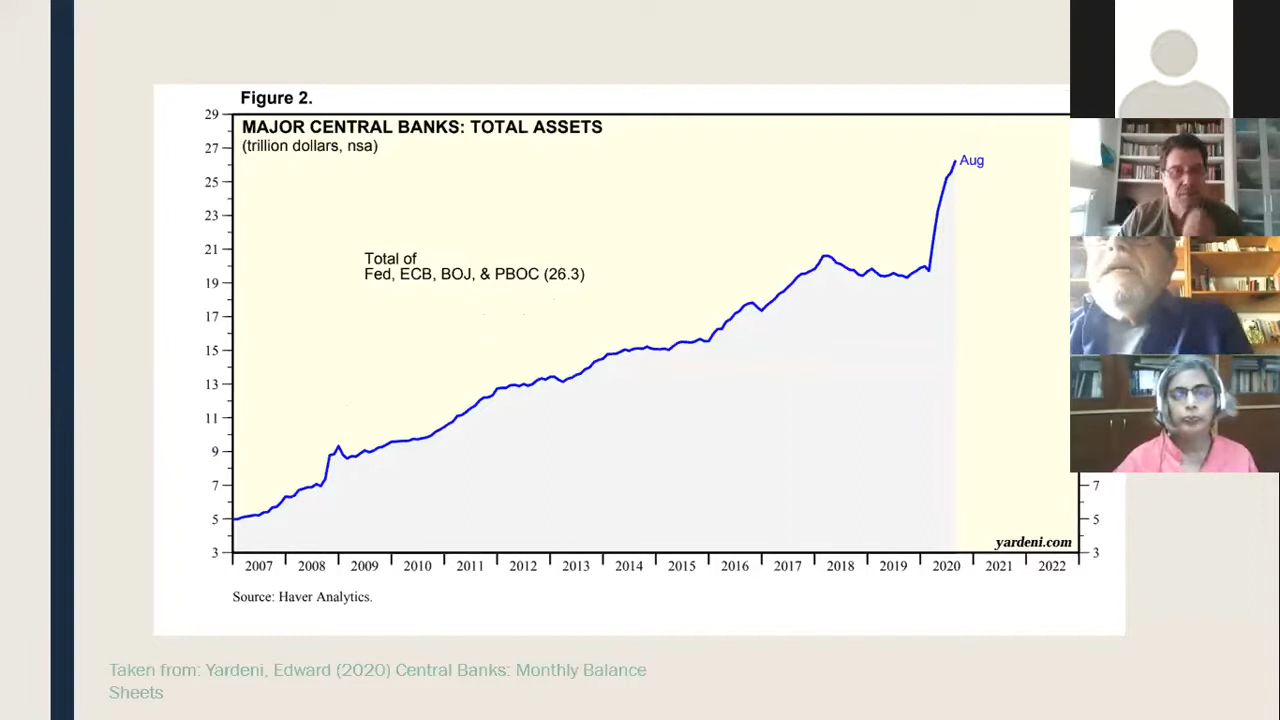 Figure 2.
MAJOR CENTRAL BANKS: TOTAL ASSETS
(trillion dollars, nsa)
29
27
25
23
21
19
17
15
13
11
9
7
5
3
Aug
Total of
Fed, ECB, BOJ, & PBOC (26.3)
7
5
3
yardeni.com
2007 2008 2009 2010 2011 2012 2013 2014 2015 2016 2017 2018 2019 2020 2021 2022
Source: Haver Analytics.
Taken from: Yardeni, Edward (2020) Central Banks: Monthly Balance
Sheets